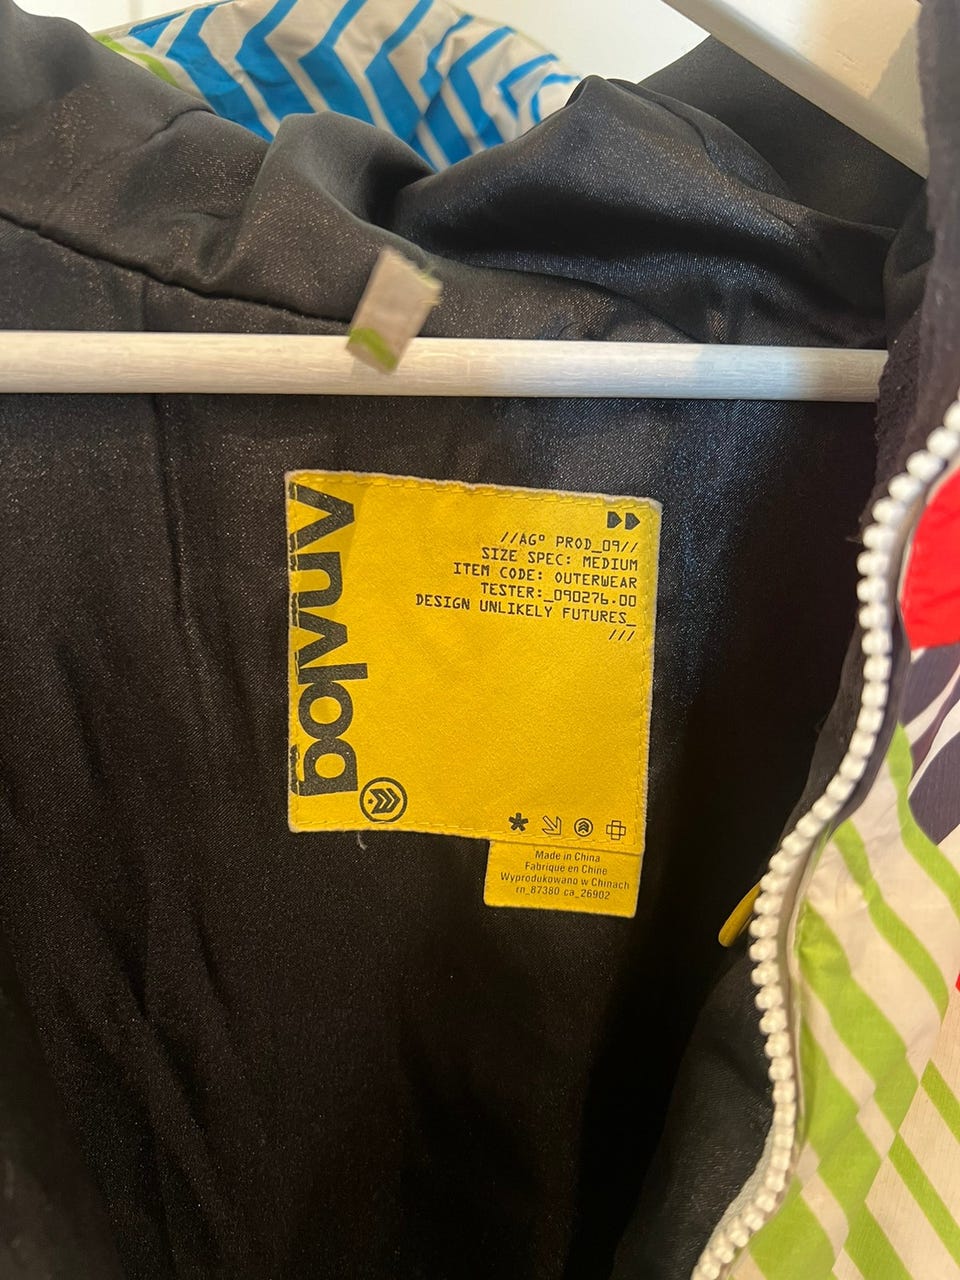 analog
//AGº PROD_09//
SIZE SPEC: MEDIUM
ITEM CODE: OUTERWEAR
TESTER:_090276.00
DESIGN UNLIKELY FUTURES_
///
Made in China
Fabriqué en Chine
Wyprodukowano w Chinach
rn_87380 ca_26902